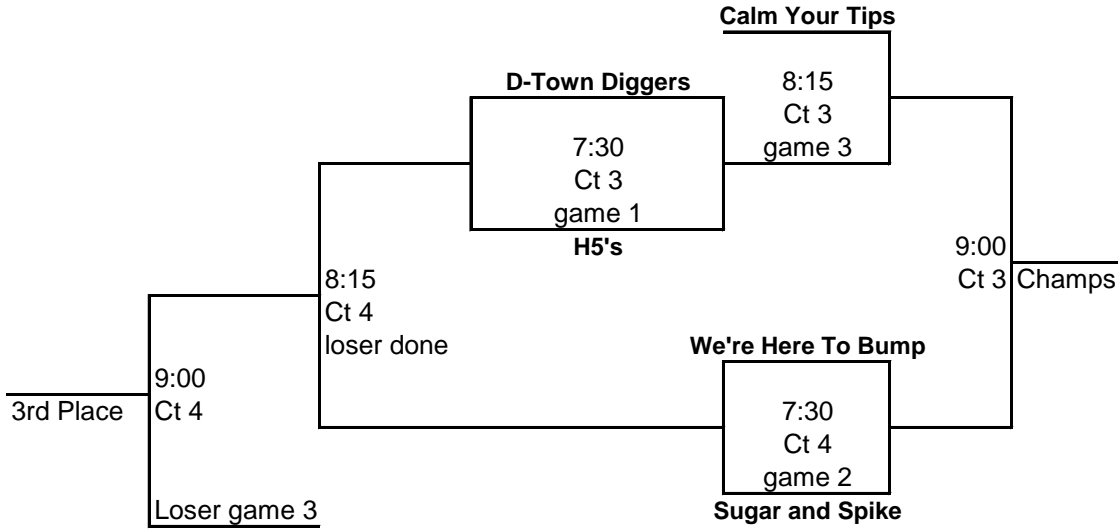 Calm Your Tips
D-Town Diggers
8:15
Ct 3
game 3
7:30
Ct 3
game 1
H5's
9:00
Ct 3
Champs
8:15
Ct 4
loser done
We're Here To Bump
9:00
Ct 4
3rd Place
7:30
Ct 4
game 2
Loser game 3
Sugar and Spike